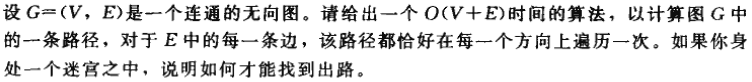 设 G=(V, E)是一个连通的无向图。请给出一个 O(V+E)时间的算法，以计算图 G 中
的一条路径，对于 E 中的每一条边，该路径都恰好在每一个方向上遍历一次。如果你身
处一个迷宫之中，说明如何才能找到出路。